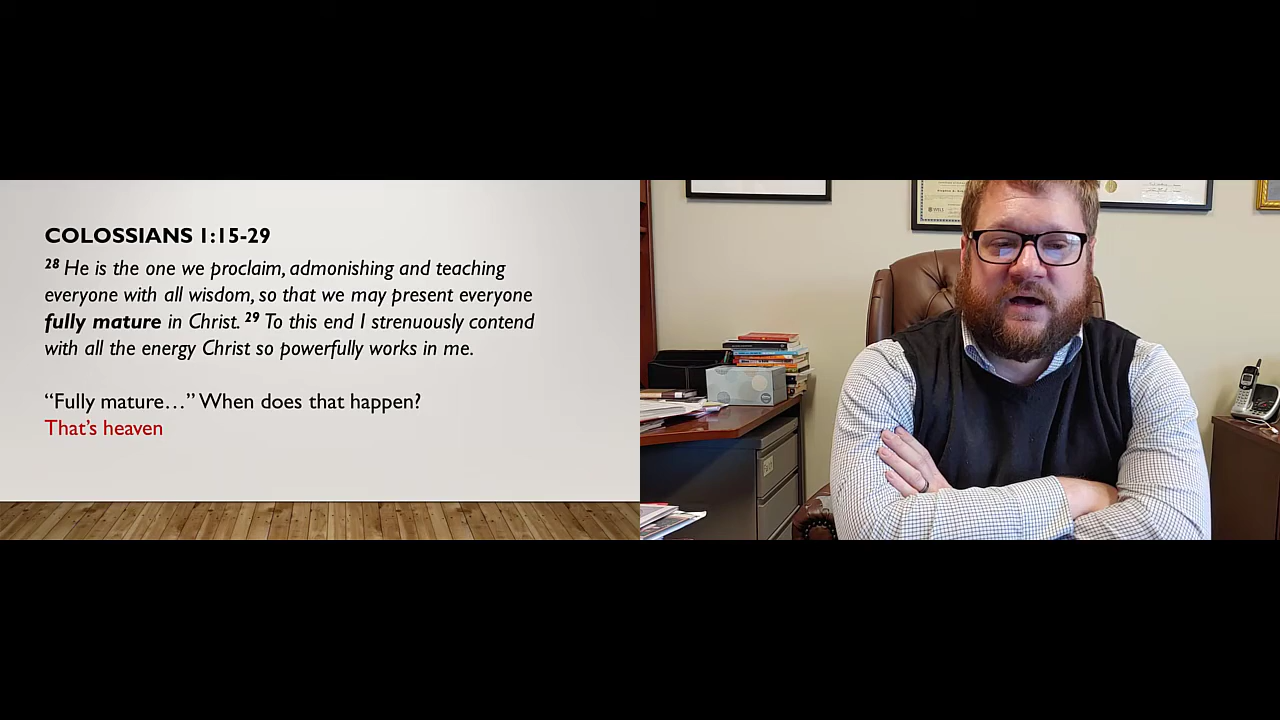 COLOSSIANS 1:15-29
28 He is the one we proclaim, admonishing and teaching
everyone with all wisdom, so that we may present everyone
fully mature in Christ. 29 To this end I strenuously contend
with all the energy Christ so powerfully works in me.
“Fully mature…” When does that happen?
That’s heaven